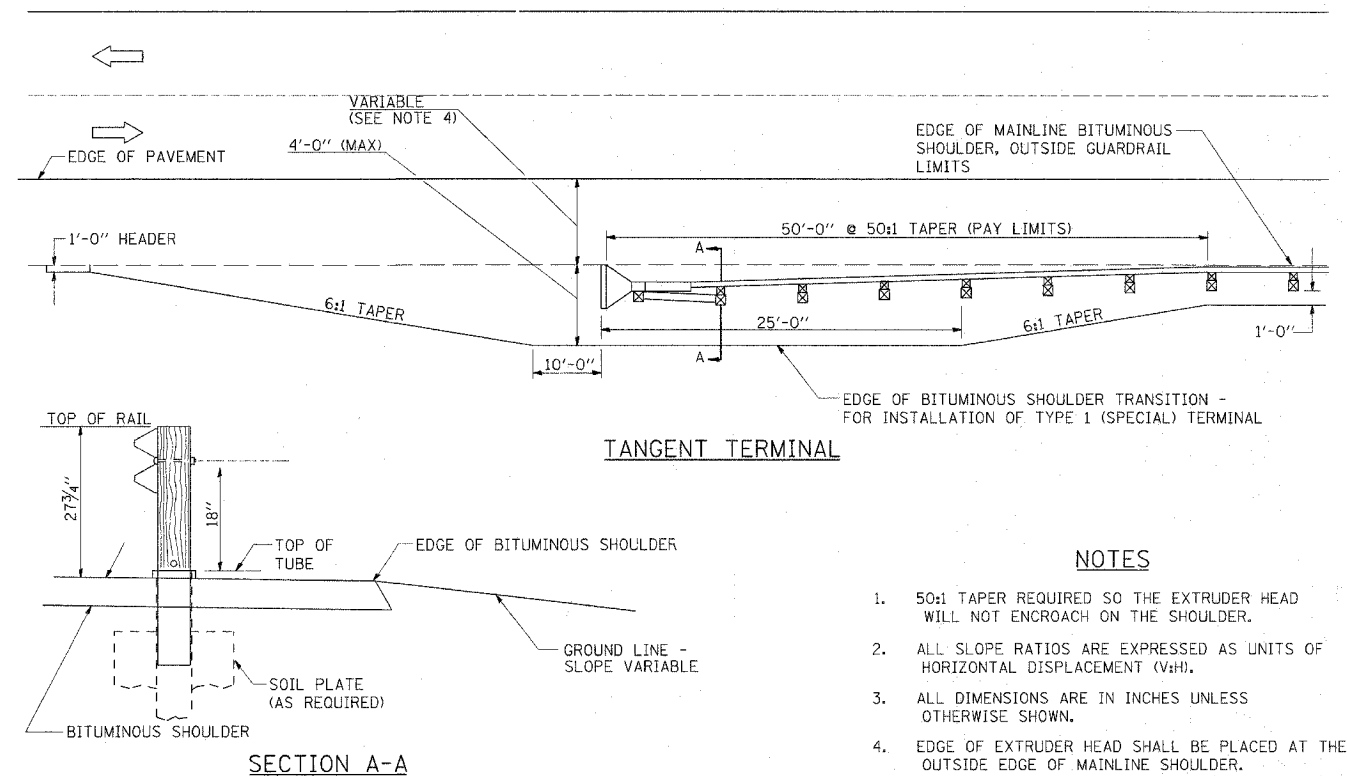 VARIABLE
(SEE NOTE 4)
4'-0" (MAX)
EDGE OF PAVEMENT
EDGE OF MAINLINE BITUMINOUS
SHOULDER, OUTSIDE GUARDRAIL
LIMITS
1'-0" HEADER
50'-0" @ 50:1 TAPER (PAY LIMITS)
A
6:1 TAPER
25'-0"
6:1 TAPER
1'-0"
10'-0"
A
EDGE OF BITUMINOUS SHOULDER TRANSITION -
FOR INSTALLATION OF TYPE 1 (SPECIAL) TERMINAL
TANGENT TERMINAL
TOP OF RAIL
27¾"
18"
TOP OF
TUBE
EDGE OF BITUMINOUS SHOULDER
GROUND LINE -
SLOPE VARIABLE
SOIL PLATE
(AS REQUIRED)
BITUMINOUS SHOULDER
SECTION A-A
NOTES
1. 50:1 TAPER REQUIRED SO THE EXTRUDER HEAD
WILL NOT ENCROACH ON THE SHOULDER.
2. ALL SLOPE RATIOS ARE EXPRESSED AS UNITS OF
HORIZONTAL DISPLACEMENT (V:H).
3. ALL DIMENSIONS ARE IN INCHES UNLESS
OTHERWISE SHOWN.
4. EDGE OF EXTRUDER HEAD SHALL BE PLACED AT THE
OUTSIDE EDGE OF MAINLINE SHOULDER.